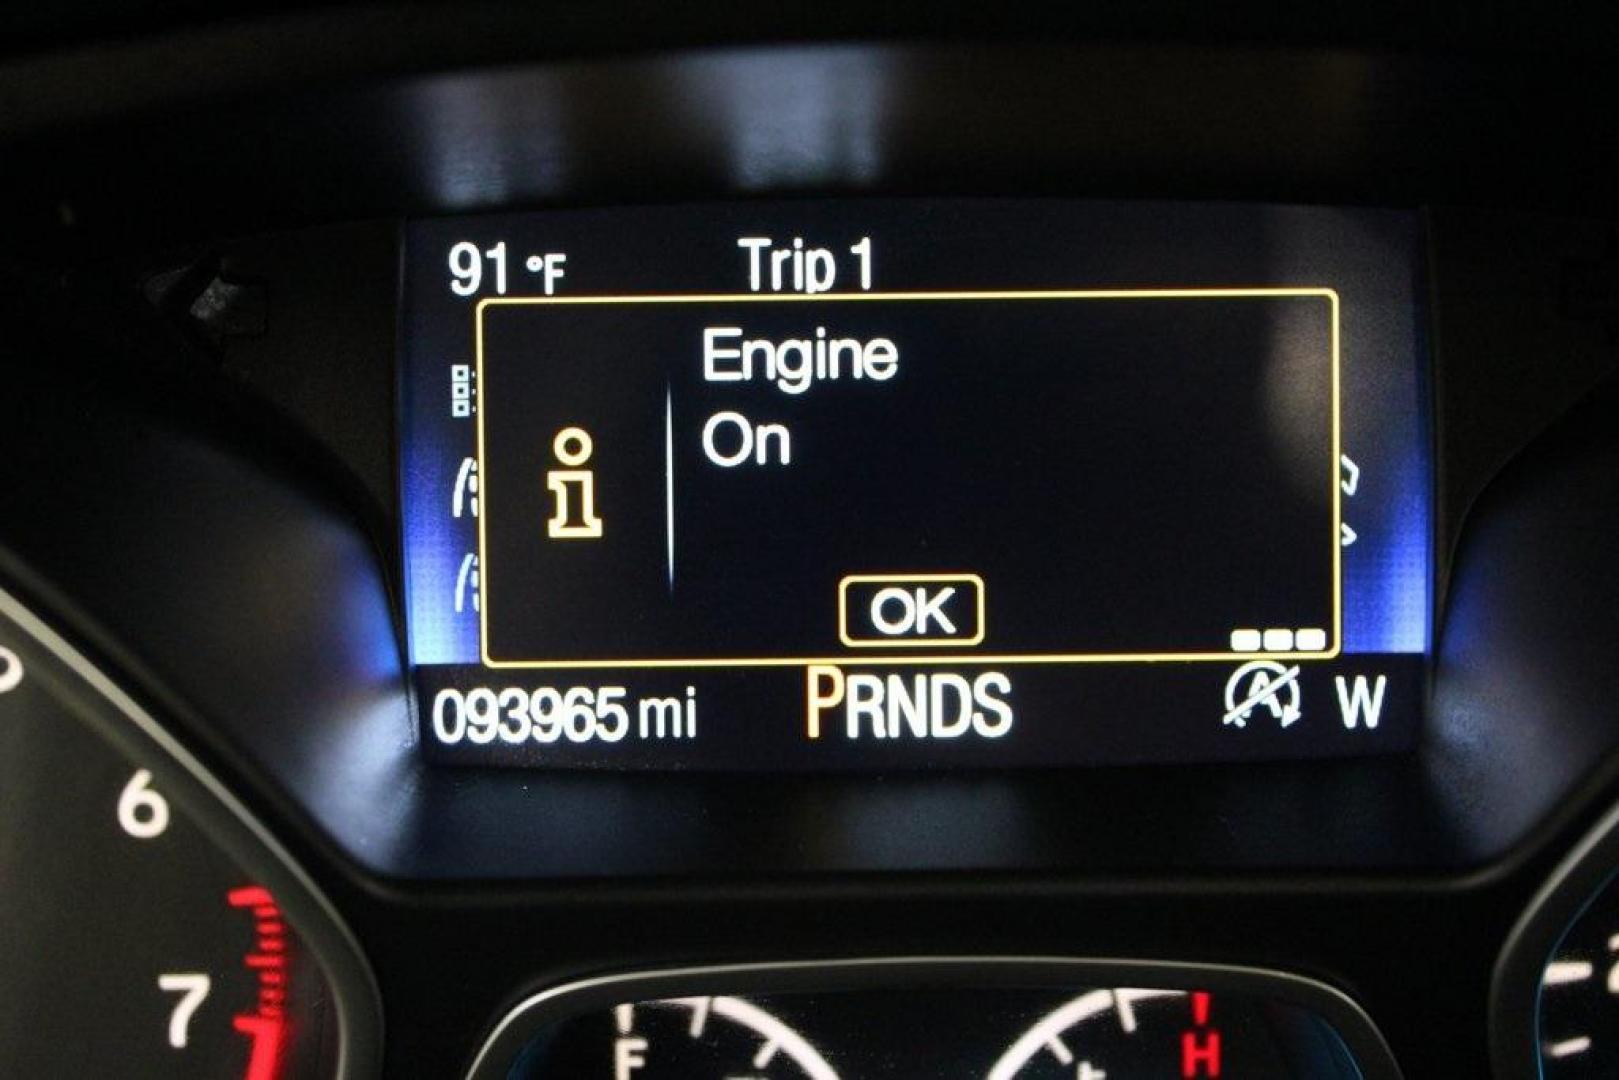 91 °F Trip 1
Engine
On
OK
093965 mi PRNDS A W
6
7
F H